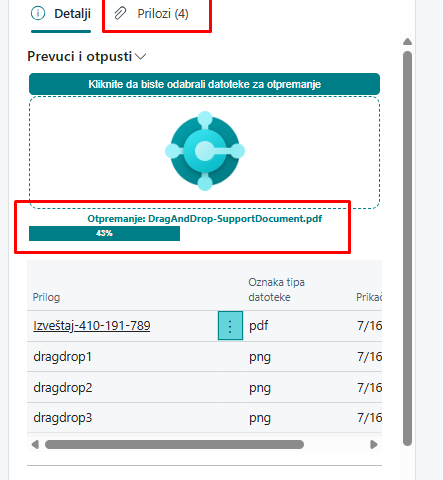 Detalji
Prilozi (4)
Prevuci i otpusti
Kliknite da biste odabrali datoteke za otpremanje
Otpremanje: DragAndDrop-SupportDocument.pdf
43%
Prilog
Oznaka tipa datoteke
Prikač
Izveštaj-410-191-789
pdf
7/16
dragdrop1
png
7/16
dragdrop2
png
7/16
dragdrop3
png
7/16